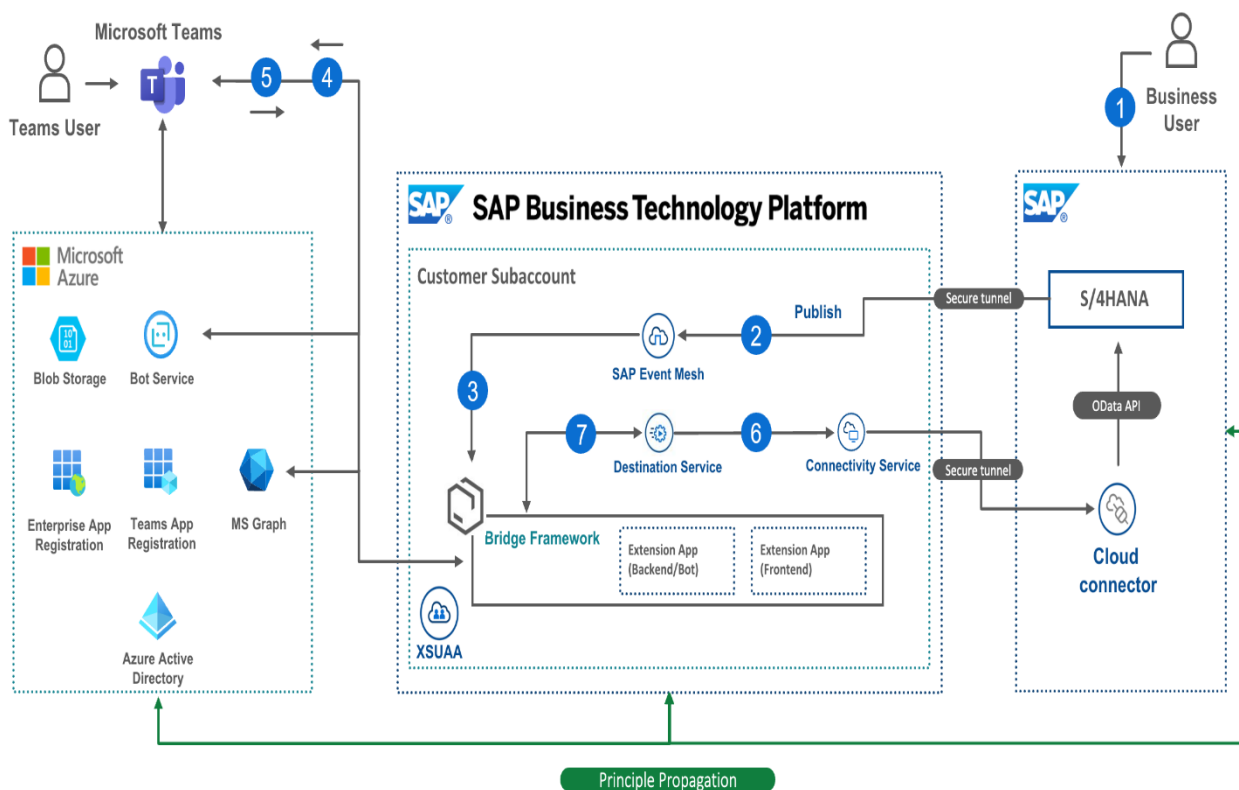 Microsoft Teams
T
5
4
Teams User
1
Business
User
SAP®
SAP Business Technology Platform
SAP®
Microsoft
Azure
Customer Subaccount
10
01
Blob Storage
Bot Service
Publish
2
SAP Event Mesh
Secure tunnel
S/4HANA
3
OData API
7
Destination Service
6
Connectivity Service
Secure tunnel
Enterprise App
Registration
Teams App
Registration
MS Graph
Bridge Framework
Extension App
(Backend/Bot)
Extension App
(Frontend)
Cloud
connector
XSUAA
Azure Active
Directory
Principle Propagation